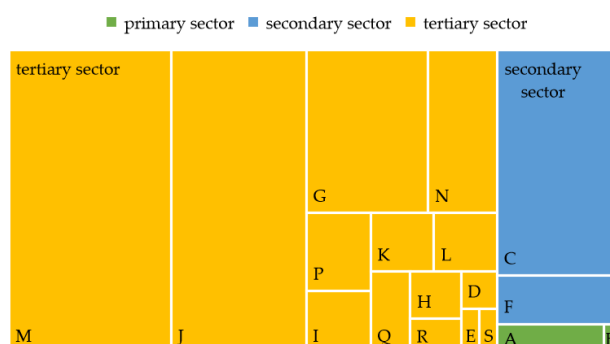 primary sector secondary sector tertiary sector
tertiary sector
secondary
sector
G
N
C
P
K
L
D
H
F
M
J
I
Q
R
E
S
A